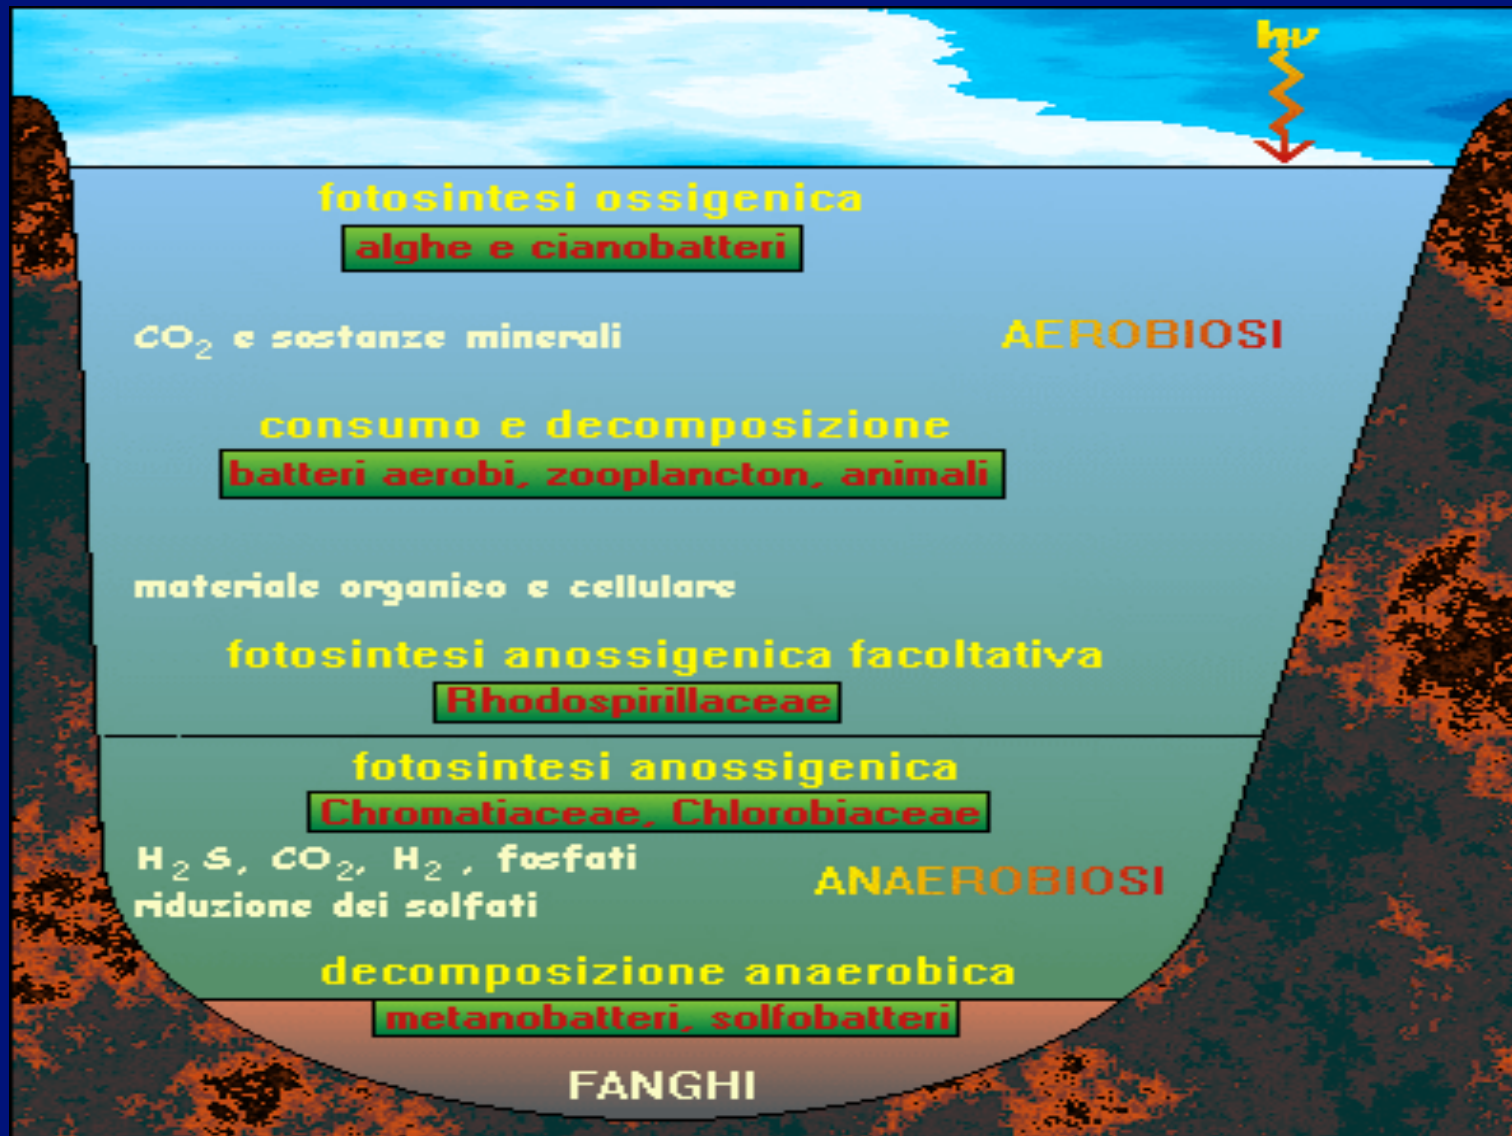 hν
fotosintesi ossigenica
alghe e cianobatteri
CO₂ e sostanze minerali
AEROBIOSI
consumo e decomposizione
batteri aerobi, zooplancton, animali
materiale organico e cellulare
fotosintesi anossigenica facoltativa
Rhodospirillaceae
fotosintesi anossigenica
Chromatiaceae, Chlorobiaceae
H₂S, CO₂, H₂, fosfati
riduzione dei solfati
ANAEROBIOSI
decomposizione anaerobica
metanobatteri, solfobatteri
FANGHI